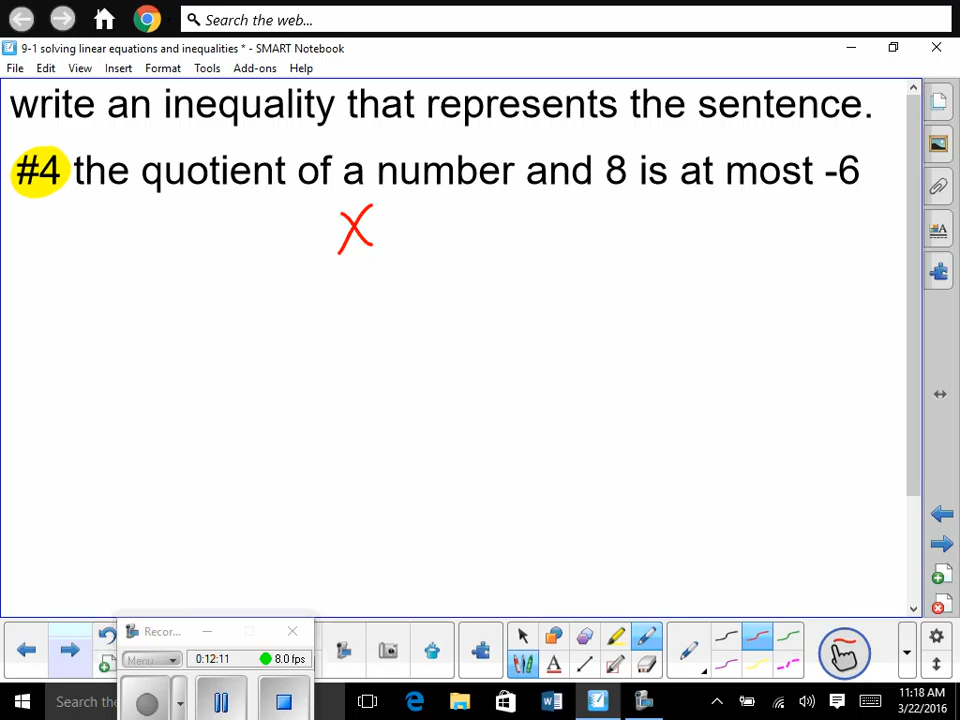 Search the web...
9-1 solving linear equations and inequalities * - SMART Notebook
File Edit View Insert Format Tools Add-ons Help
write an inequality that represents the sentence.
#4 the quotient of a number and 8 is at most -6
x
Recor...
Menu 0:12:11 8.0 fps
Search the
11:18 AM
3/22/2016